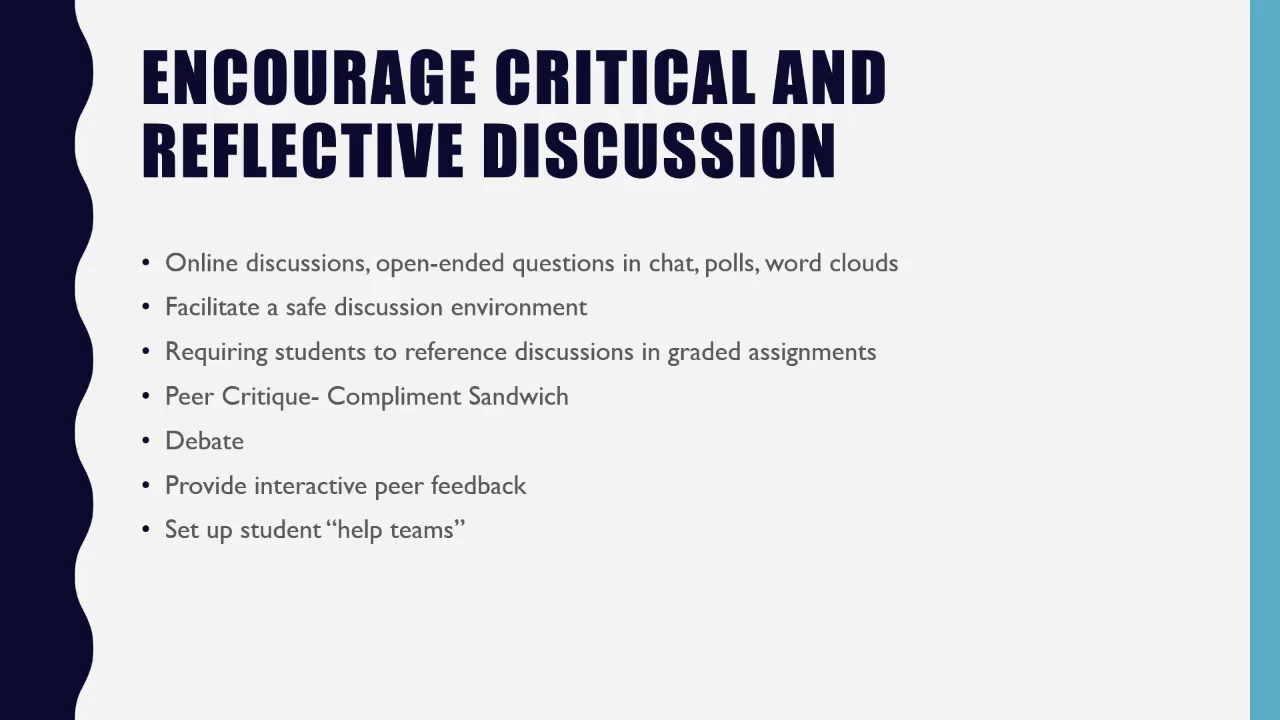 ENCOURAGE CRITICAL AND
REFLECTIVE DISCUSSION
• Online discussions, open-ended questions in chat, polls, word clouds
• Facilitate a safe discussion environment
• Requiring students to reference discussions in graded assignments
• Peer Critique- Compliment Sandwich
• Debate
• Provide interactive peer feedback
• Set up student “help teams”